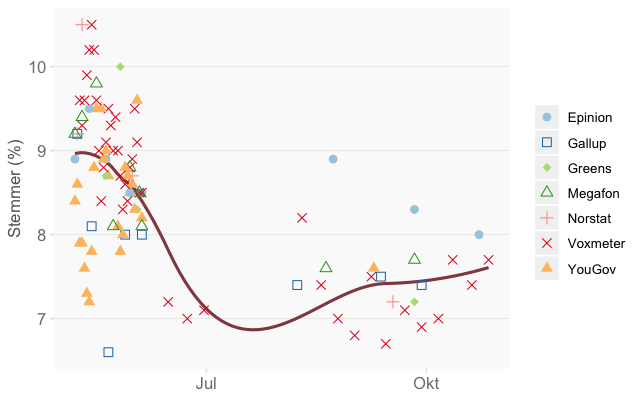 Stemmer (%)
10
9
8
7
Jul
Okt
Epinion
Gallup
Greens
Megafon
Norstat
Voxmeter
YouGov